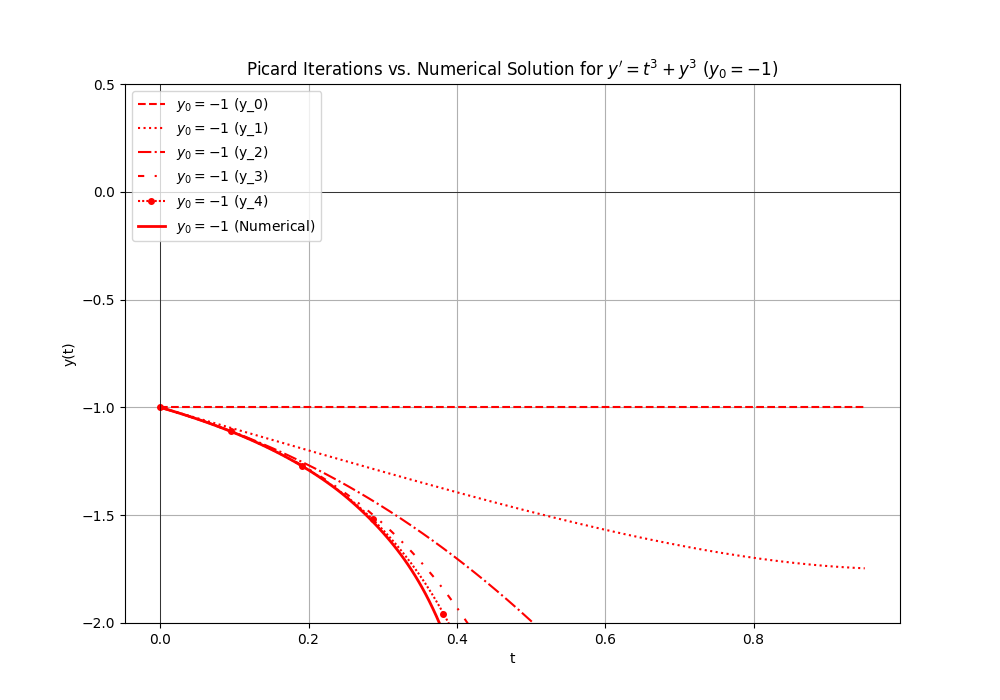 Picard Iterations vs. Numerical Solution for $y' = t^3 + y^3$ ($y_0 = -1$)
$y_0 = -1$ (y_0)
$y_0 = -1$ (y_1)
$y_0 = -1$ (y_2)
$y_0 = -1$ (y_3)
$y_0 = -1$ (y_4)
$y_0 = -1$ (Numerical)
0.5
0.0
−0.5
−1.0
−1.5
−2.0
y(t)
0.0 0.2 0.4 0.6 0.8
t